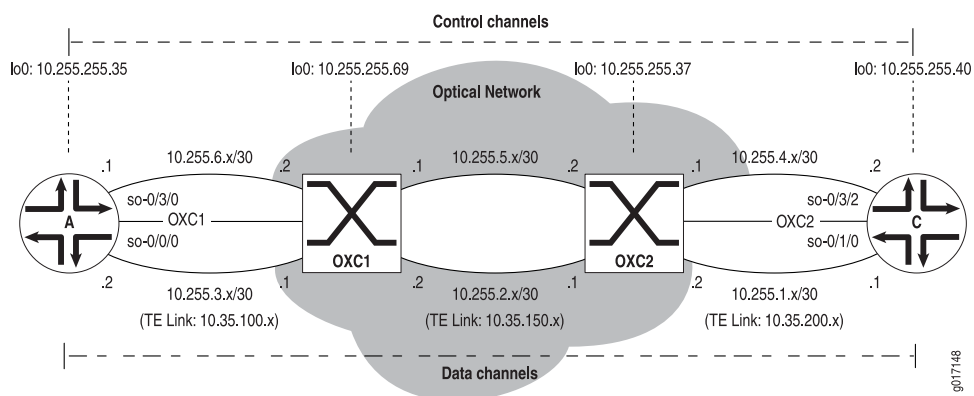 Control channels
lo0: 10.255.255.35
lo0: 10.255.255.69
lo0: 10.255.255.37
lo0: 10.255.255.40
Optical Network
.1
10.255.6.x/30
.2
.1
10.255.5.x/30
.2
.1
10.255.4.x/30
.2
A
so-0/3/0
OXC1
so-0/0/0
OXC1
OXC2
OXC2
so-0/3/2
so-0/1/0
C
.2
10.255.3.x/30
.1
.2
10.255.2.x/30
.1
.2
10.255.1.x/30
.1
(TE Link: 10.35.100.x)
(TE Link: 10.35.150.x)
(TE Link: 10.35.200.x)
Data channels
g017148